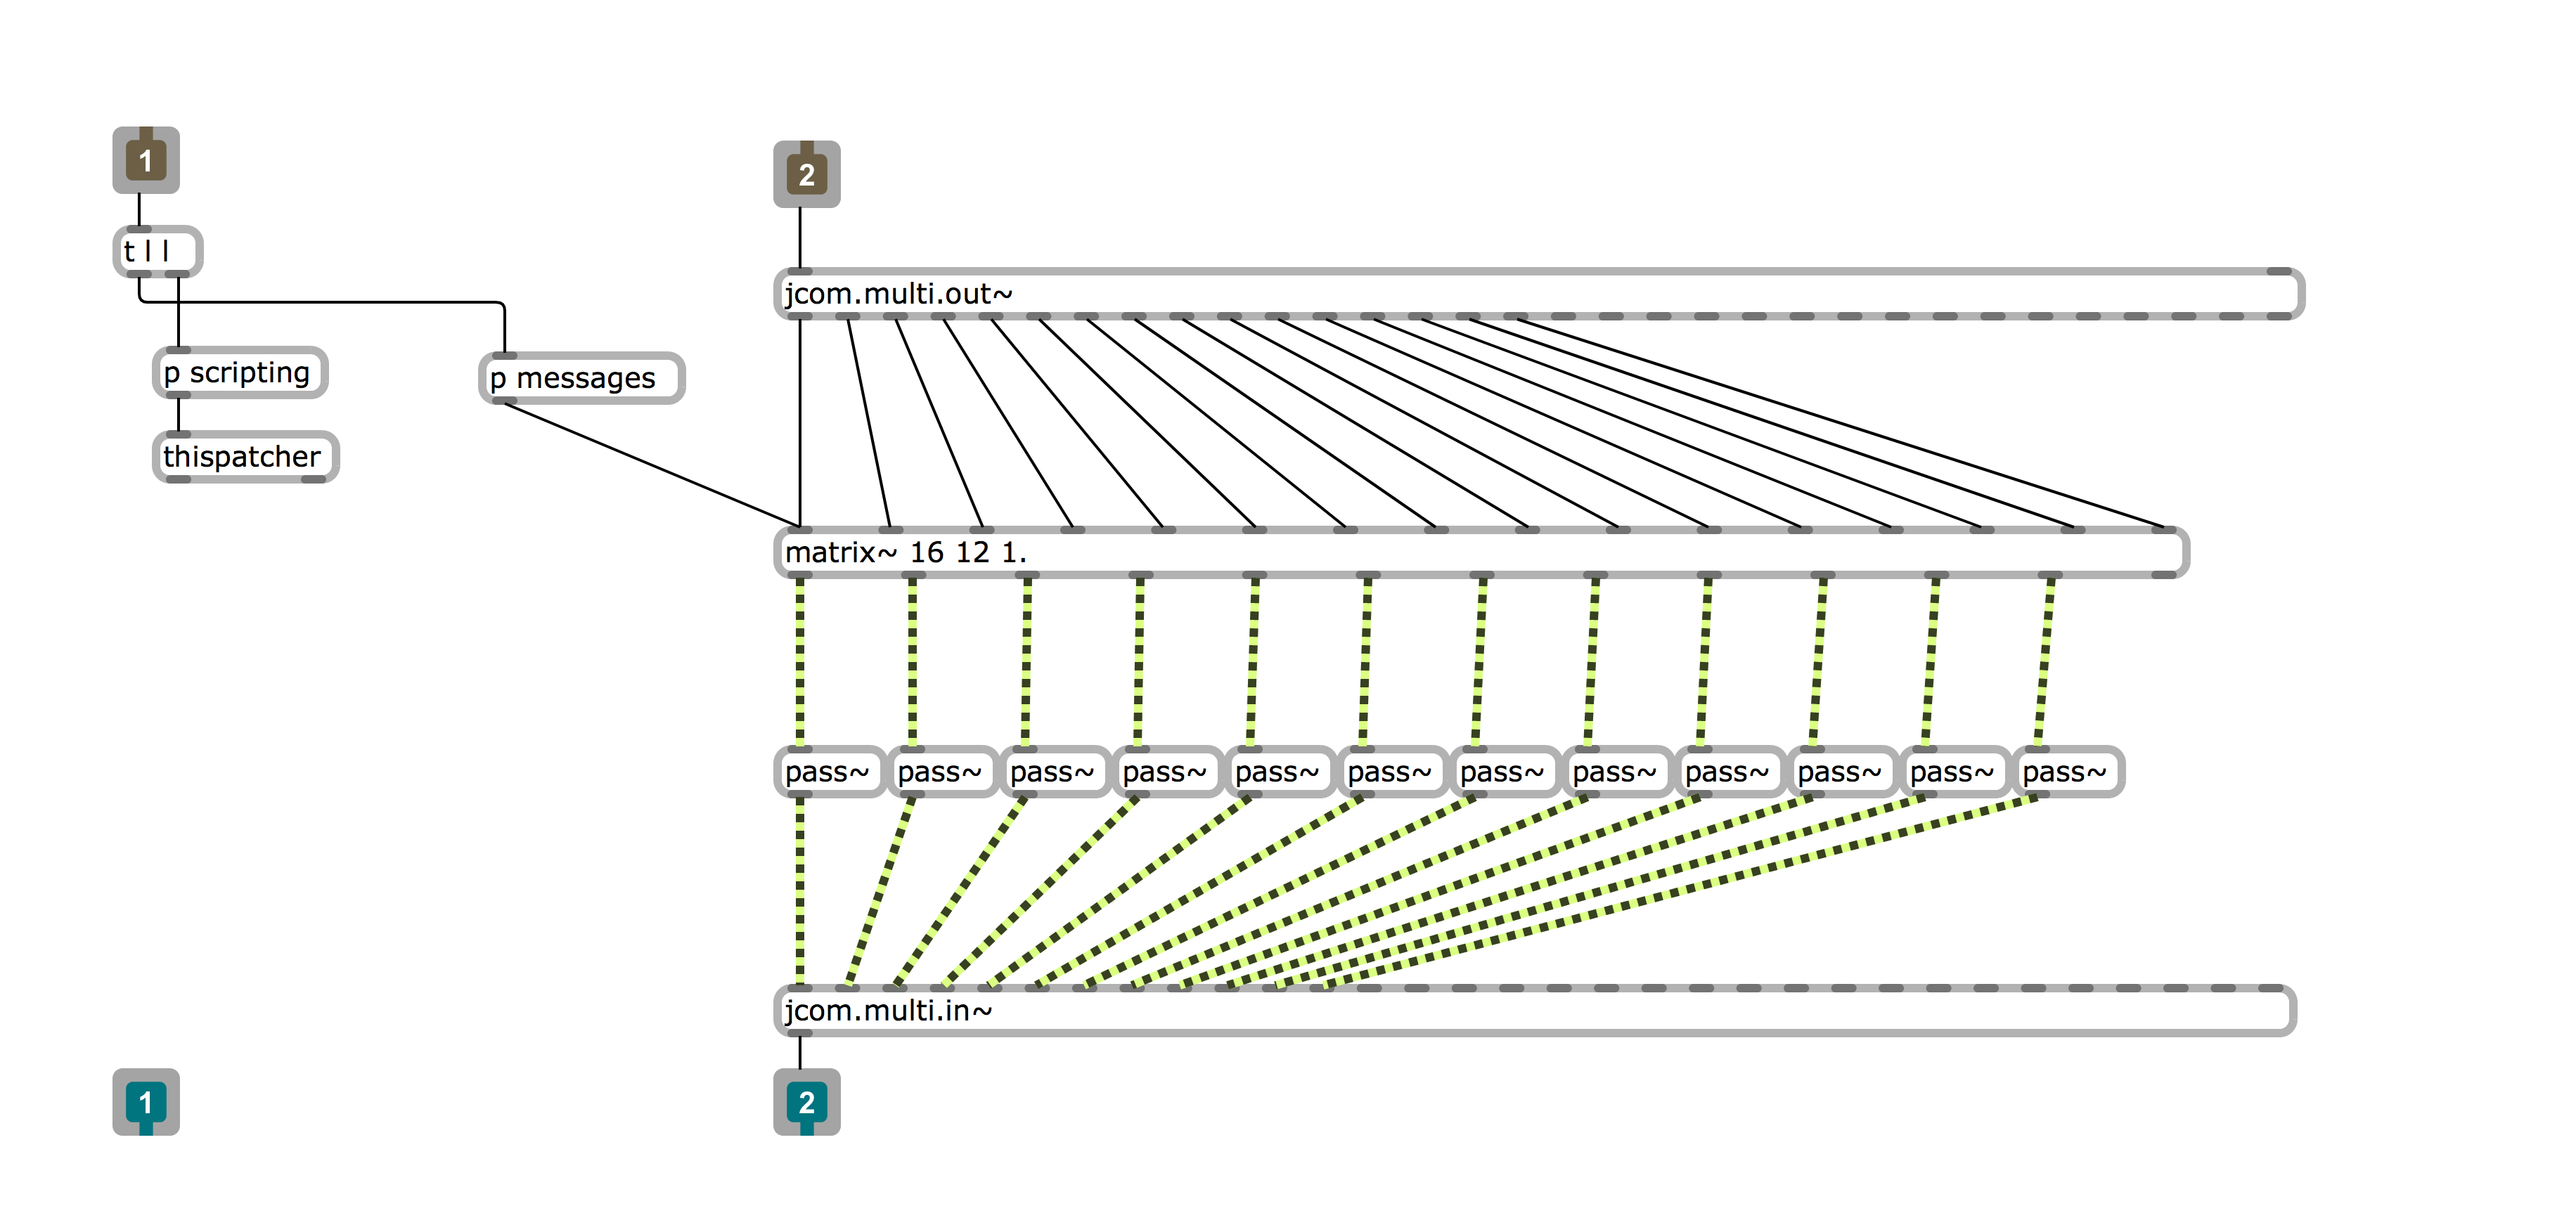 1
2
t l l
jcom.multi.out~
p scripting
p messages
thispatcher
matrix~ 16 12 1.
pass~ pass~ pass~ pass~ pass~ pass~ pass~ pass~ pass~ pass~ pass~ pass~
jcom.multi.in~
1
2